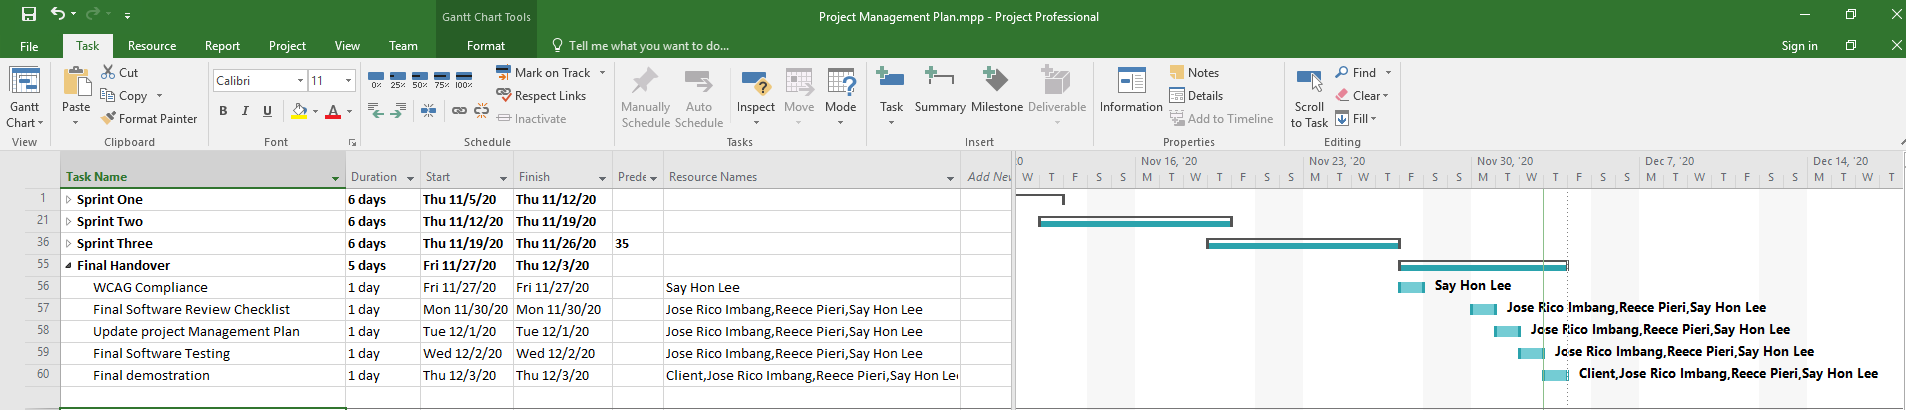 Gantt Chart Tools
Project Management Plan.mpp - Project Professional
File Task Resource Report Project View Team Format Tell me what you want to do... Sign in
Gantt Chart
Paste
Cut
Copy
Format Painter
Calibri 11
B I U A
0% 25% 50% 75% 100%
Mark on Track
Respect Links
Inactivate
Manually Schedule
Auto Schedule
Inspect
Move
Mode
Task
Summary
Milestone
Deliverable
Information
Notes
Details
Add to Timeline
Scroll to Task
Find
Clear
Fill
View Clipboard Font Schedule Tasks Insert Properties Editing
Task Name Duration Start Finish Prede Resource Names Add New
20 Nov 16, '20 Nov 23, '20 Nov 30, '20 Dec 7, '20 Dec 14, '20
W T F S S M T W T F S S M T W T F S S M T W T F S S M T W T F S S M T W T
1 Sprint One 6 days Thu 11/5/20 Thu 11/12/20
21 Sprint Two 6 days Thu 11/12/20 Thu 11/19/20
36 Sprint Three 6 days Thu 11/19/20 Thu 11/26/20 35
55 Final Handover 5 days Fri 11/27/20 Thu 12/3/20
56 WCAG Compliance 1 day Fri 11/27/20 Fri 11/27/20 Say Hon Lee Say Hon Lee
57 Final Software Review Checklist 1 day Mon 11/30/20 Mon 11/30/20 Jose Rico Imbang,Reece Pieri,Say Hon Lee Jose Rico Imbang,Reece Pieri,Say Hon Lee
58 Update project Management Plan 1 day Tue 12/1/20 Tue 12/1/20 Jose Rico Imbang,Reece Pieri,Say Hon Lee Jose Rico Imbang,Reece Pieri,Say Hon Lee
59 Final Software Testing 1 day Wed 12/2/20 Wed 12/2/20 Jose Rico Imbang,Reece Pieri,Say Hon Lee Jose Rico Imbang,Reece Pieri,Say Hon Lee
60 Final demostration 1 day Thu 12/3/20 Thu 12/3/20 Client,Jose Rico Imbang,Reece Pieri,Say Hon Lee Client,Jose Rico Imbang,Reece Pieri,Say Hon Lee